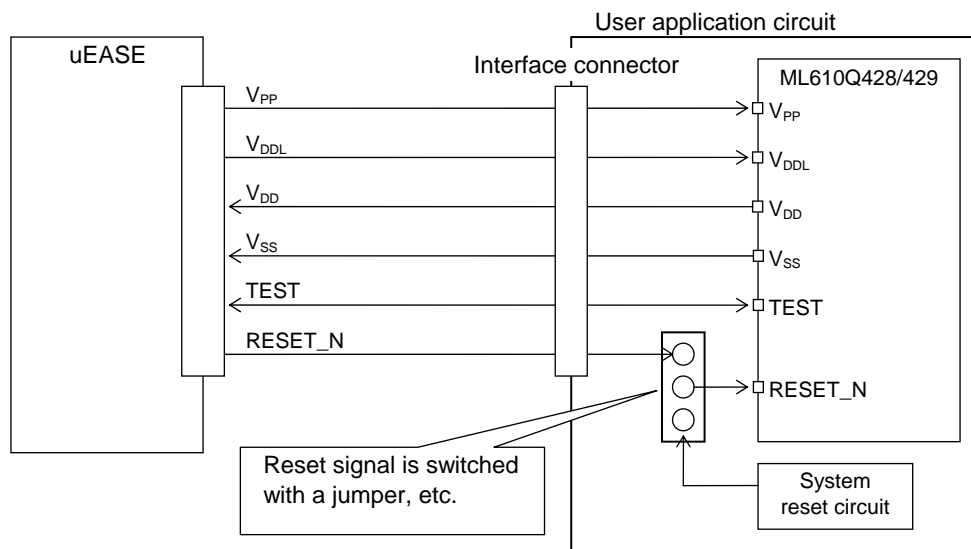 User application circuit
uEASE
Interface connector
ML610Q428/429
VPP
VPP
VDDL
VDDL
VDD
VDD
VSS
VSS
TEST
TEST
RESET_N
RESET_N
Reset signal is switched
with a jumper, etc.
System
reset circuit